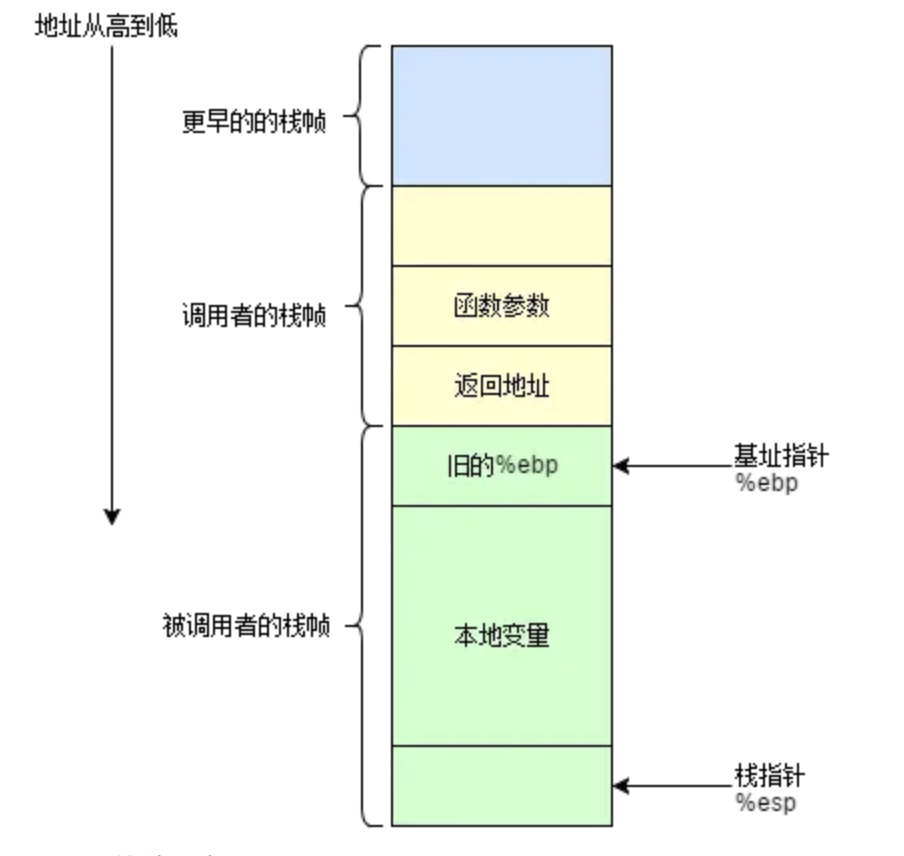 地址从高到低
更早的的栈帧
调用者的栈帧
函数参数
返回地址
旧的%ebp
基址指针
%ebp
被调用者的栈帧
本地变量
栈指针
%esp